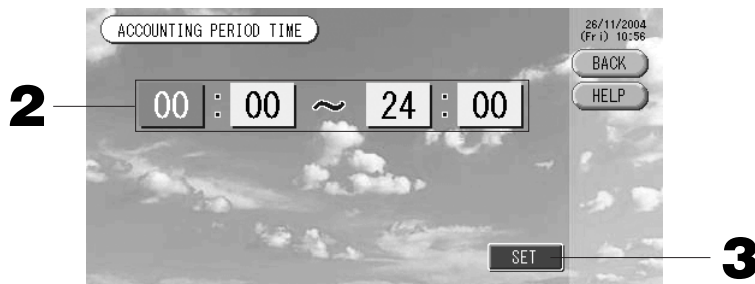 ACCOUNTING PERIOD TIME
26/11/2004
(Fri) 10:56
BACK
HELP
2
00 : 00 ～ 24 : 00
SET
3